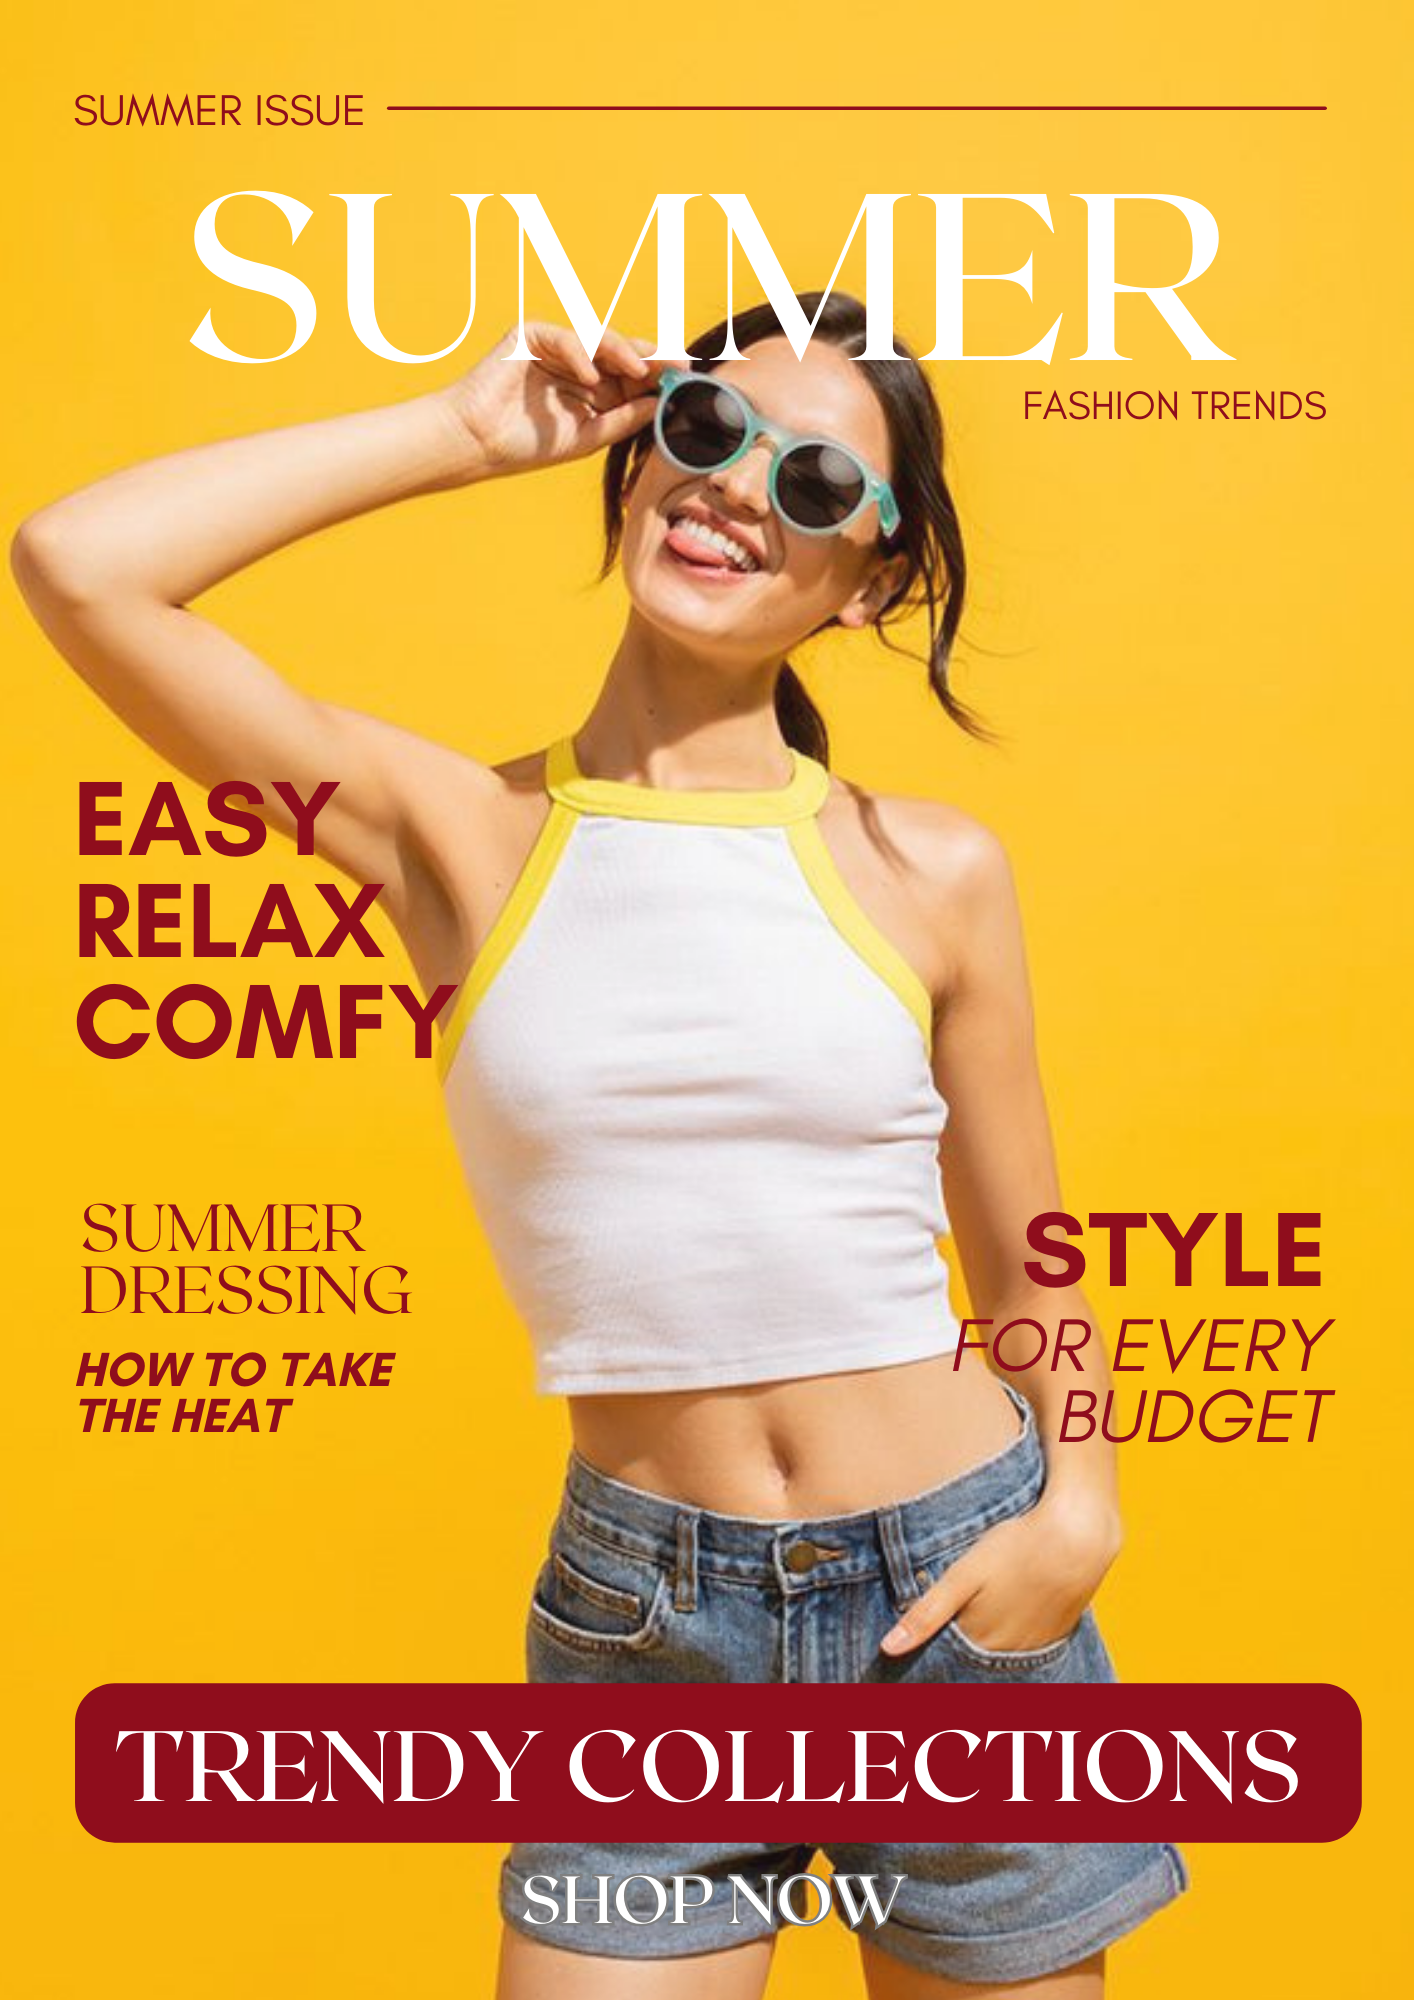 SUMMER ISSUE
SUMMER
FASHION TRENDS
EASY
RELAX
COMFY
SUMMER
DRESSING
HOW TO TAKE
THE HEAT
STYLE
FOR EVERY
BUDGET
TRENDY COLLECTIONS
SHOP NOW